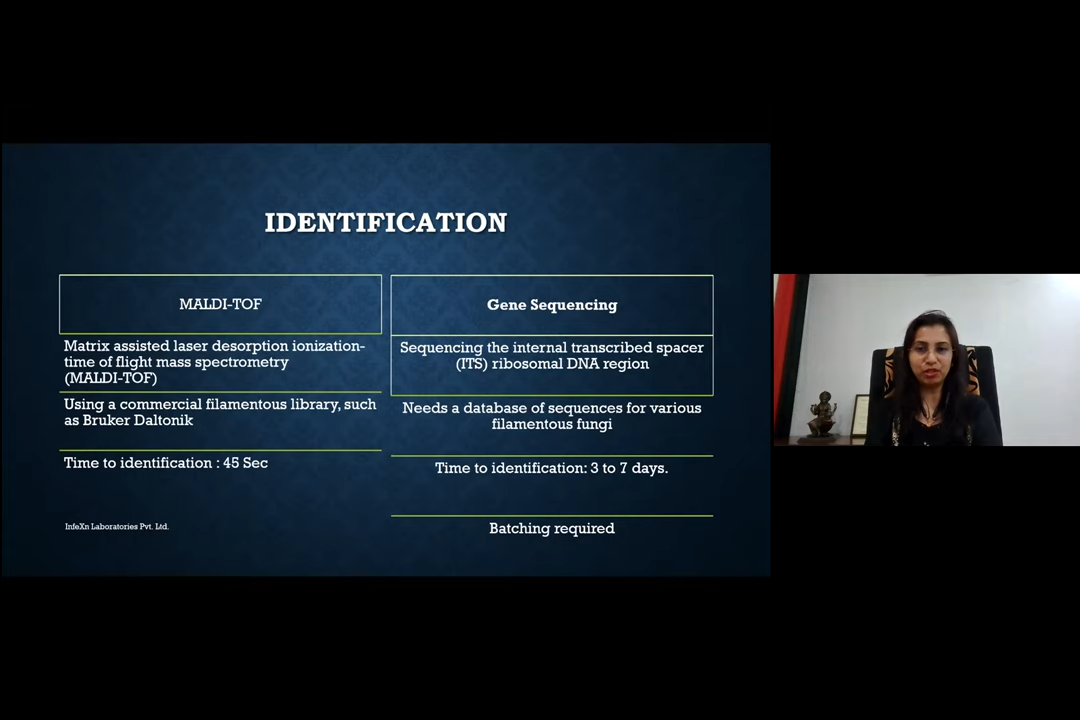 IDENTIFICATION
MALDI-TOF
Matrix assisted laser desorption ionization-
time of flight mass spectrometry
(MALDI-TOF)
Using a commercial filamentous library, such
as Bruker Daltonik
Time to identification : 45 Sec
InfeXn Laboratories Pvt. Ltd.
Gene Sequencing
Sequencing the internal transcribed spacer
(ITS) ribosomal DNA region
Needs a database of sequences for various
filamentous fungi
Time to identification: 3 to 7 days.
Batching required